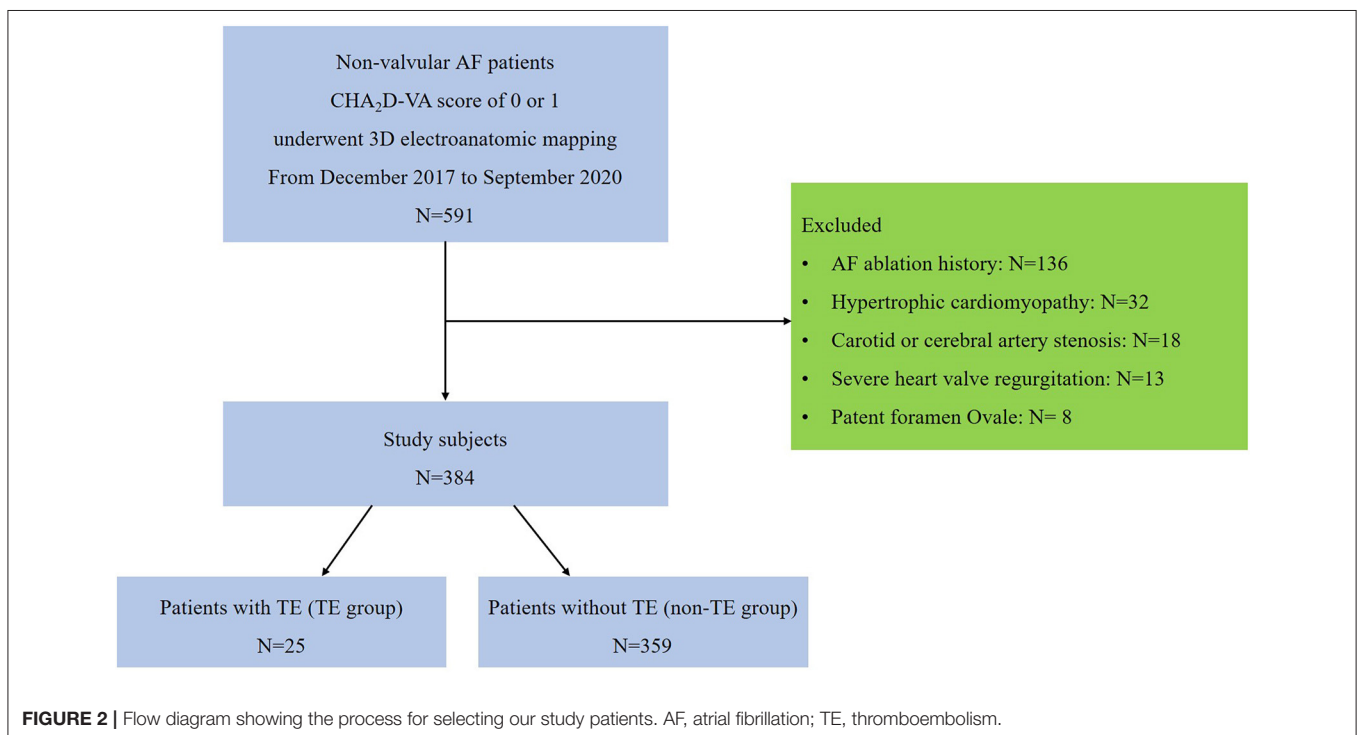 Non-valvular AF patients
CHA₂D-VA score of 0 or 1
underwent 3D electroanatomic mapping
From December 2017 to September 2020
N=591
Excluded
• AF ablation history: N=136
• Hypertrophic cardiomyopathy: N=32
• Carotid or cerebral artery stenosis: N=18
• Severe heart valve regurgitation: N=13
• Patent foramen Ovale: N= 8
Study subjects
N=384
Patients with TE (TE group)
N=25
Patients without TE (non-TE group)
N=359
FIGURE 2 | Flow diagram showing the process for selecting our study patients. AF, atrial fibrillation; TE, thromboembolism.